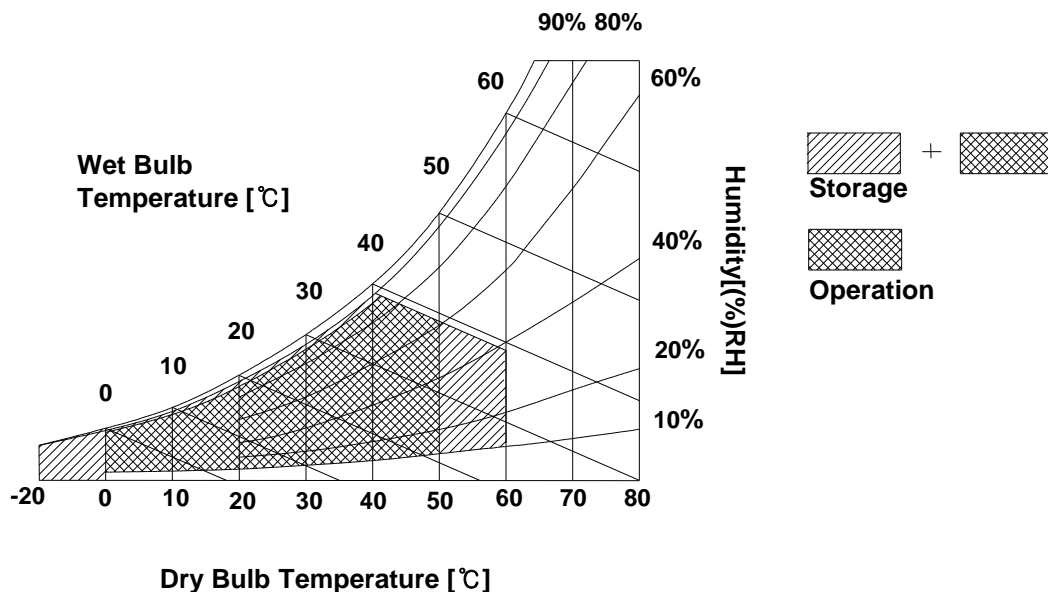 90% 80%
60
60%
50
Wet Bulb
Temperature [℃]
40
40%
30
20
20%
10
0
10%
Humidity[(%)RH]
-20 0 10 20 30 40 50 60 70 80
Dry Bulb Temperature [℃]
+
Storage
Operation